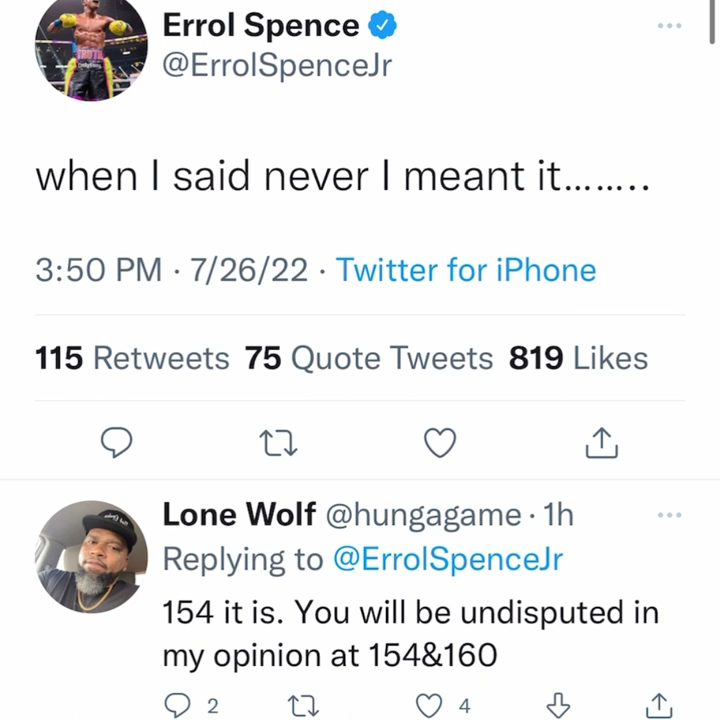 Errol Spence
@ErrolSpenceJr
when I said never I meant it........
3:50 PM · 7/26/22 · Twitter for iPhone
115 Retweets 75 Quote Tweets 819 Likes
Lone Wolf @hungagame · 1h
Replying to @ErrolSpenceJr
154 it is. You will be undisputed in
my opinion at 154&160
2 4